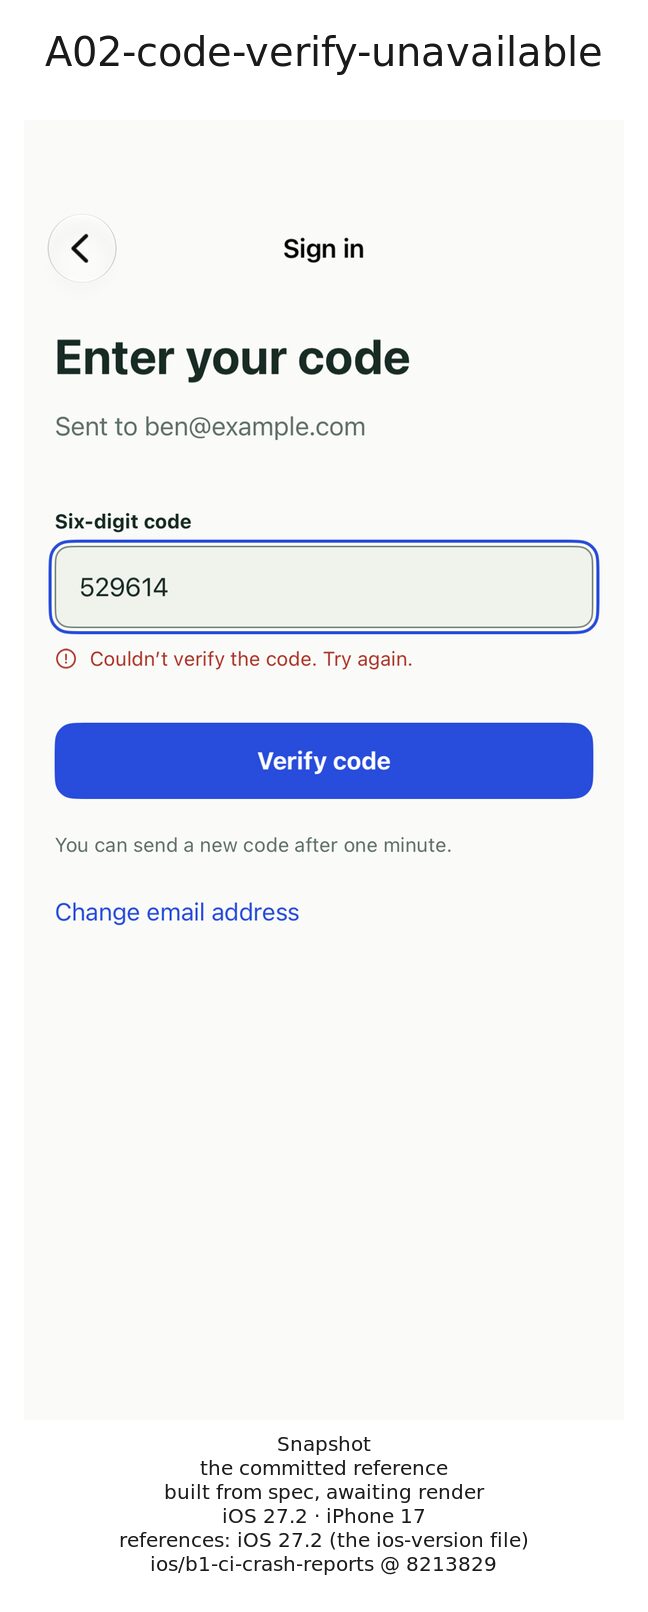 A02-code-verify-unavailable
Sign in
Enter your code
Sent to ben@example.com
Six-digit code
529614
Couldn’t verify the code. Try again.
Verify code
You can send a new code after one minute.
Change email address
Snapshot
the committed reference
built from spec, awaiting render
iOS 27.2 · iPhone 17
references: iOS 27.2 (the ios-version file)
ios/b1-ci-crash-reports @ 8213829